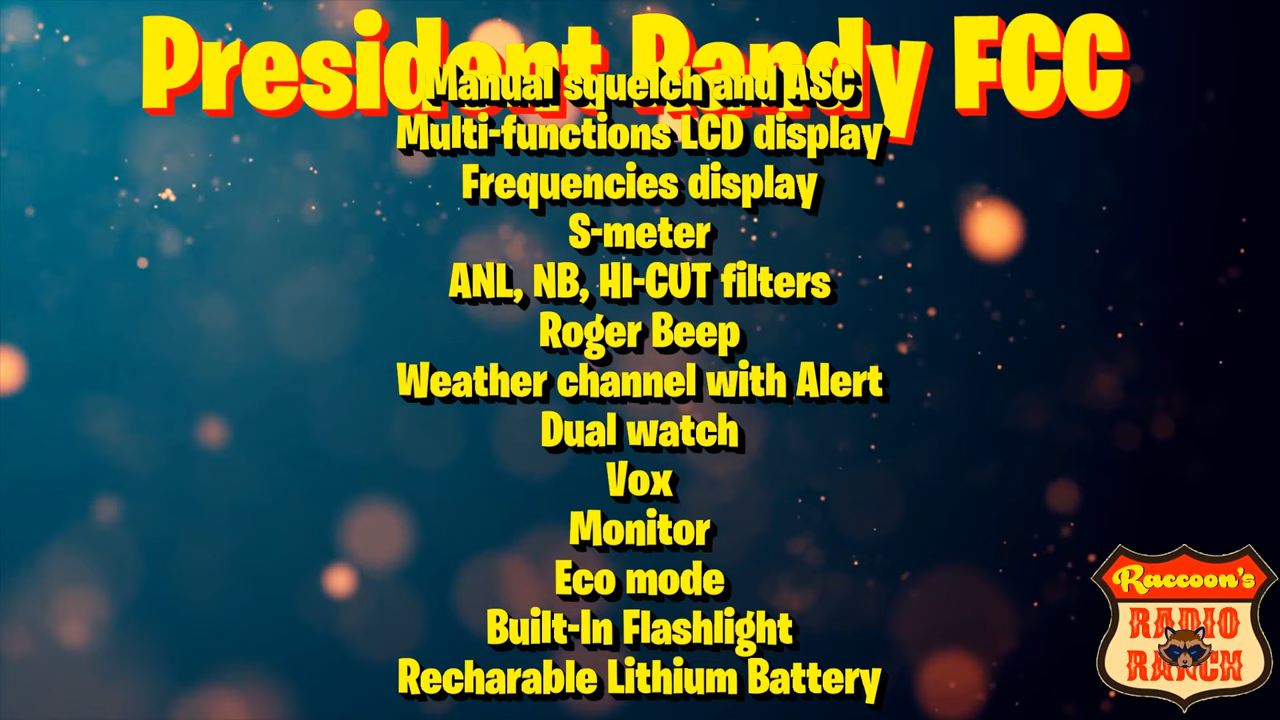 President Randy FCC
Manual squelch and ASC
Multi-functions LCD display
Frequencies display
S-meter
ANL, NB, HI-CUT filters
Roger Beep
Weather channel with Alert
Dual watch
Vox
Monitor
Eco mode
Built-In Flashlight
Recharable Lithium Battery
Raccoon's
RADIO
RANCH